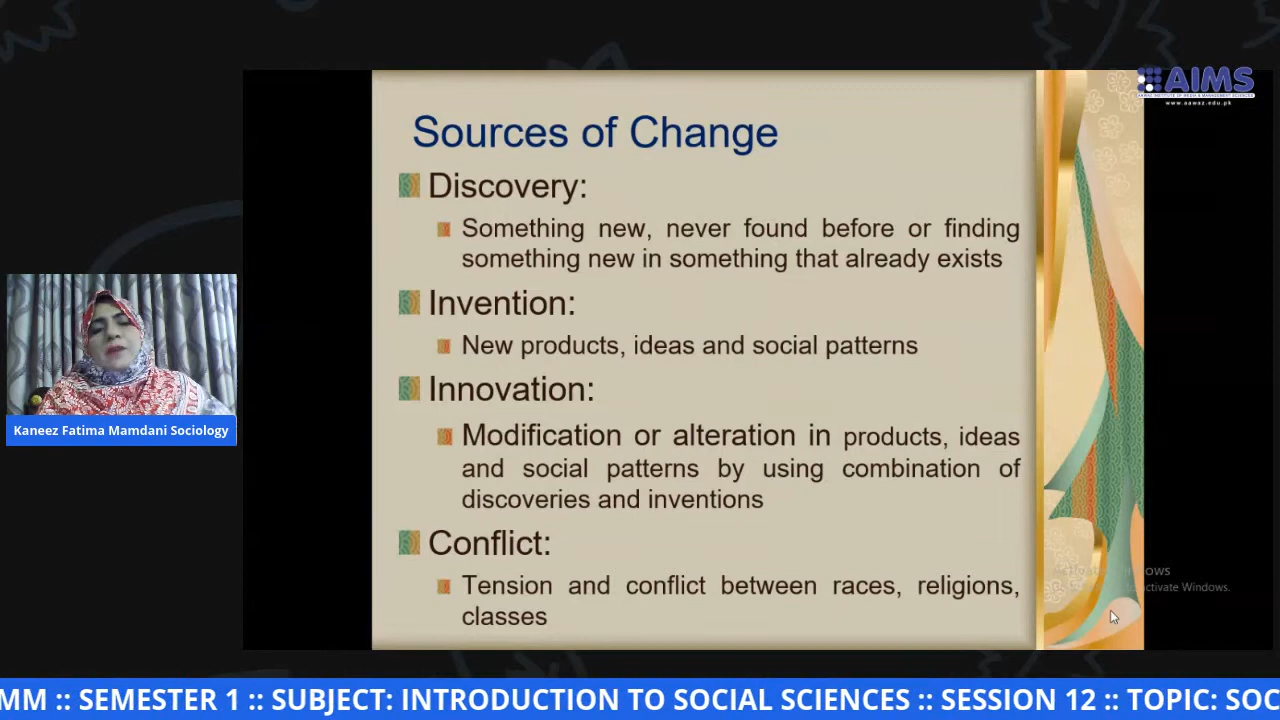 AIMS
www.aawaz.edu.pk
Sources of Change
Discovery:
Something new, never found before or finding
something new in something that already exists
Invention:
New products, ideas and social patterns
Innovation:
Modification or alteration in products, ideas
and social patterns by using combination of
discoveries and inventions
Conflict:
Tension and conflict between races, religions,
classes
Kaneez Fatima Mamdani Sociology
MM :: SEMESTER 1 :: SUBJECT: INTRODUCTION TO SOCIAL SCIENCES :: SESSION 12 :: TOPIC: SOC